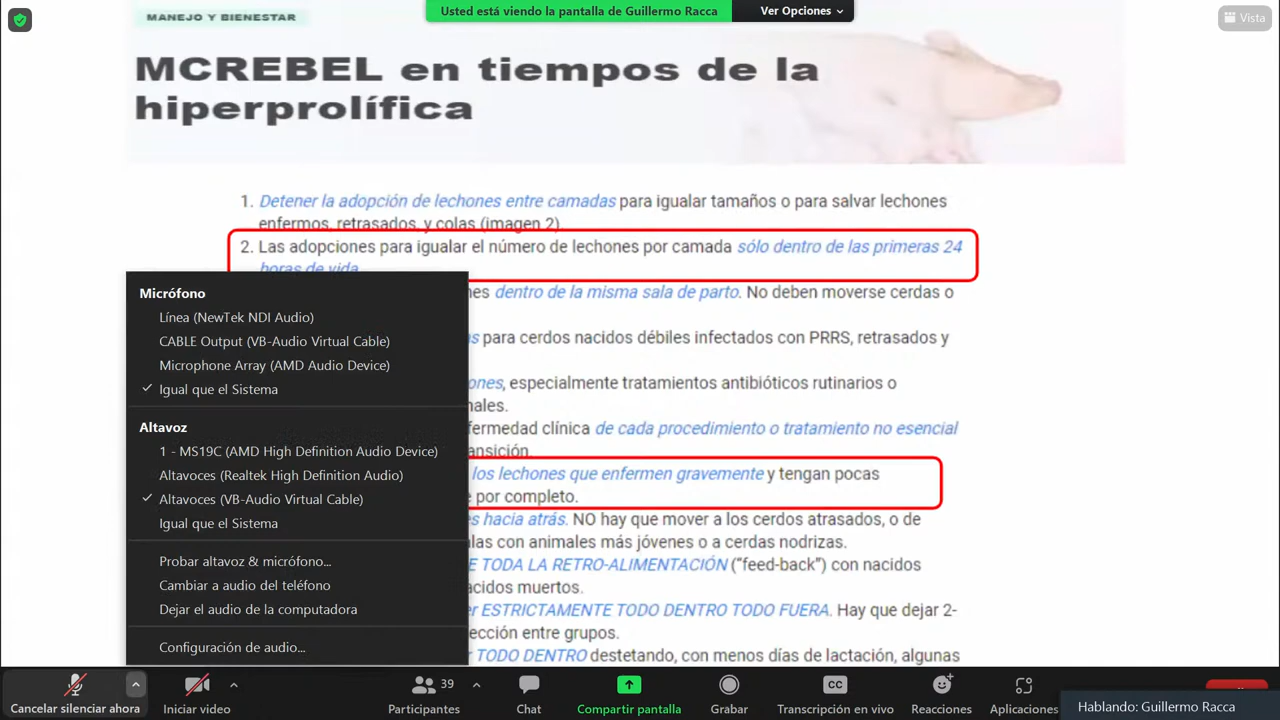 MANEJO Y BIENESTAR
Usted está viendo la pantalla de Guillermo Racca
Ver Opciones
Vista
MCREBEL en tiempos de la
hiperprolífica
1. Detener la adopción de lechones entre camadas para igualar tamaños o para salvar lechones
enfermos, retrasados, y colas (imagen 2).
2. Las adopciones para igualar el número de lechones por camada sólo dentro de las primeras 24
horas de vida.
nes dentro de la misma sala de parto. No deben moverse cerdas o
as para cerdos nacidos débiles infectados con PRRS, retrasados y
ones, especialmente tratamientos antibióticos rutinarios o
nales.
fermedad clínica de cada procedimiento o tratamiento no esencial
ansición.
los lechones que enfermen gravemente y tengan pocas
e por completo.
es hacia atrás. NO hay que mover a los cerdos atrasados, o de
las con animales más jóvenes o a cerdas nodrizas.
E TODA LA RETRO-ALIMENTACIÓN (“feed-back”) con nacidos
acidos muertos.
er ESTRICTAMENTE TODO DENTRO TODO FUERA. Hay que dejar 2-
ección entre grupos.
r TODO DENTRO destetando, con menos días de lactación, algunas
Micrófono
Línea (NewTek NDI Audio)
CABLE Output (VB-Audio Virtual Cable)
Microphone Array (AMD Audio Device)
Igual que el Sistema
Altavoz
1 - MS19C (AMD High Definition Audio Device)
Altavoces (Realtek High Definition Audio)
Altavoces (VB-Audio Virtual Cable)
Igual que el Sistema
Probar altavoz & micrófono...
Cambiar a audio del teléfono
Dejar el audio de la computadora
Configuración de audio...
Cancelar silenciar ahora
Iniciar video
39
Participantes
Chat
Compartir pantalla
Grabar
CC
Transcripción en vivo
Reacciones
Aplicaciones
Hablando: Guillermo Racca